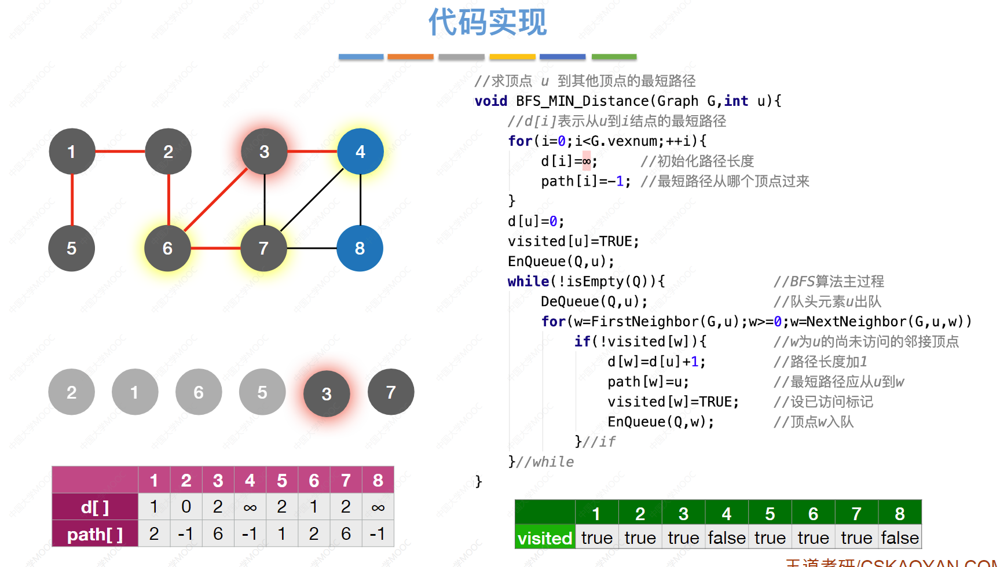 代码实现
//求顶点 u 到其他顶点的最短路径
void BFS_MIN_Distance(Graph G,int u){
//d[i]表示从u到i结点的最短路径
for(i=0;i<G.vexnum;++i){
d[i]=∞; //初始化路径长度
path[i]=-1; //最短路径从哪个顶点过来
}
d[u]=0;
visited[u]=TRUE;
EnQueue(Q,u);
while(!isEmpty(Q)){ //BFS算法主过程
DeQueue(Q,u); //队头元素u出队
for(w=FirstNeighbor(G,u);w>=0;w=NextNeighbor(G,u,w))
if(!visited[w]){ //w为u的尚未访问的邻接顶点
d[w]=d[u]+1; //路径长度加1
path[w]=u; //最短路径应从u到w
visited[w]=TRUE; //设已访问标记
EnQueue(Q,w); //顶点w入队
}//if
}//while
}
1 2 3 4
5 6 7 8
2 1 6 5 3 7
1 2 3 4 5 6 7 8
d[ ] 1 0 2 ∞ 2 1 2 ∞
path[ ] 2 -1 6 -1 1 2 6 -1
1 2 3 4 5 6 7 8
visited true true true false true true true false
王道考研/CSKAOYAN.COM
中国大学MOOC